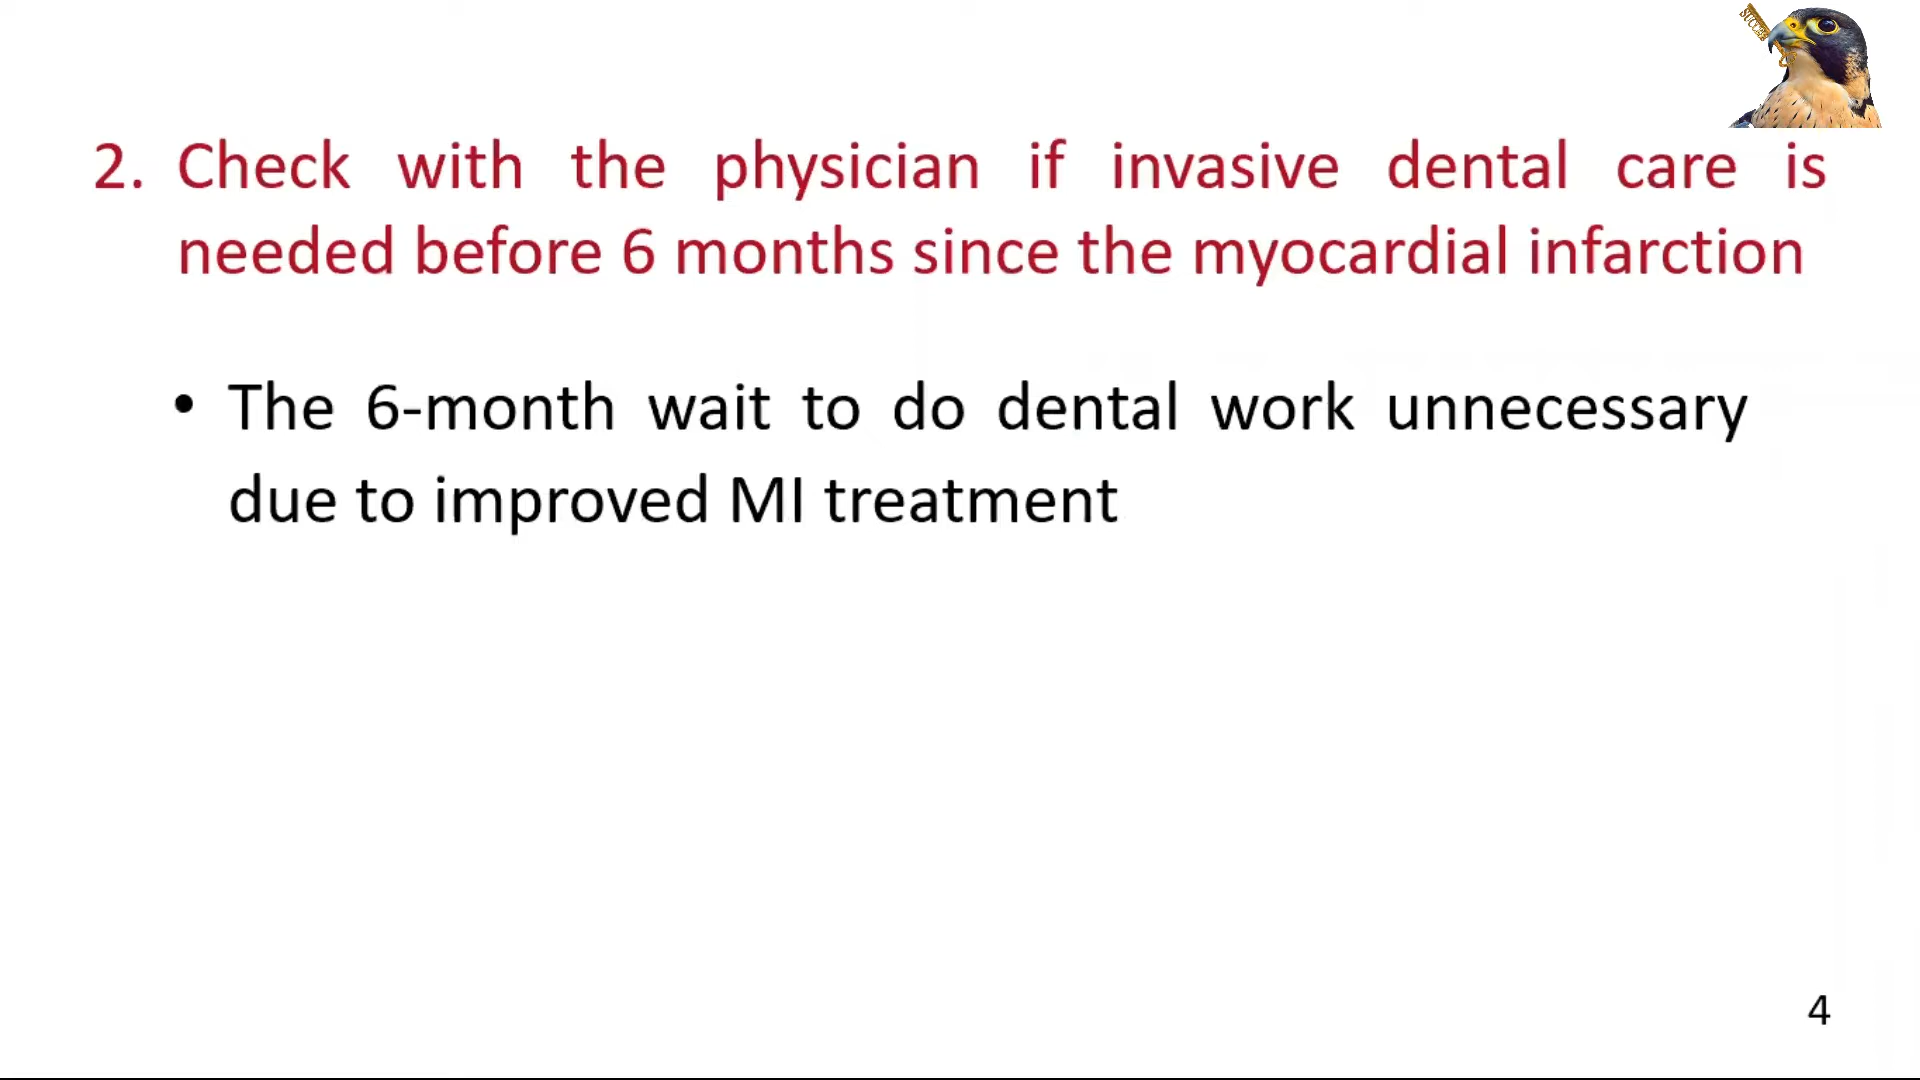 SUCCESS
2. Check with the physician if invasive dental care is
needed before 6 months since the myocardial infarction
• The 6-month wait to do dental work unnecessary
due to improved MI treatment
4